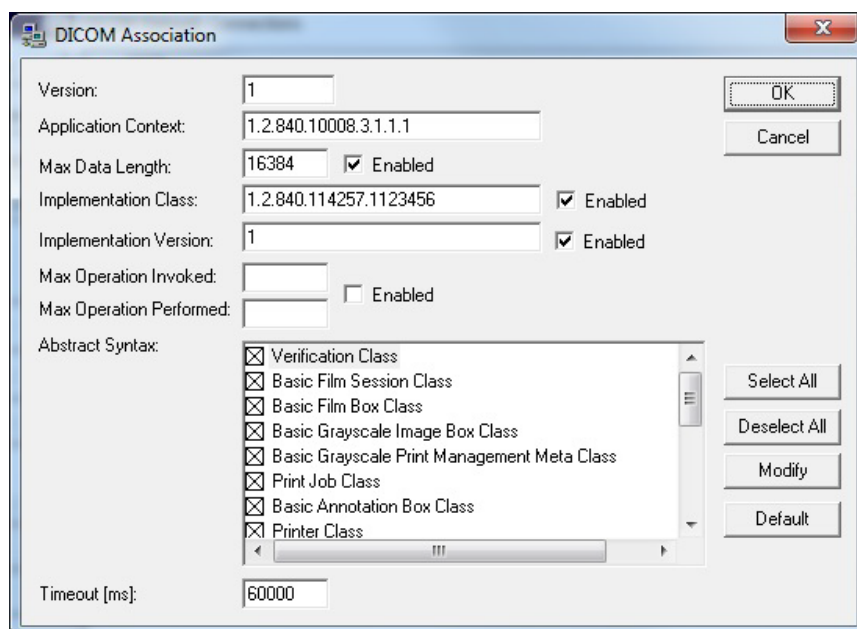 DICOM Association
Version: 1 OK
Application Context: 1.2.840.10008.3.1.1.1 Cancel
Max Data Length: 16384 Enabled
Implementation Class: 1.2.840.114257.1123456 Enabled
Implementation Version: 1 Enabled
Max Operation Invoked:
Enabled
Max Operation Performed:
Abstract Syntax:
Verification Class
Basic Film Session Class Select All
Basic Film Box Class
Basic Grayscale Image Box Class Deselect All
Basic Grayscale Print Management Meta Class Modify
Print Job Class
Basic Annotation Box Class
Printer Class Default
Timeout [ms]: 60000